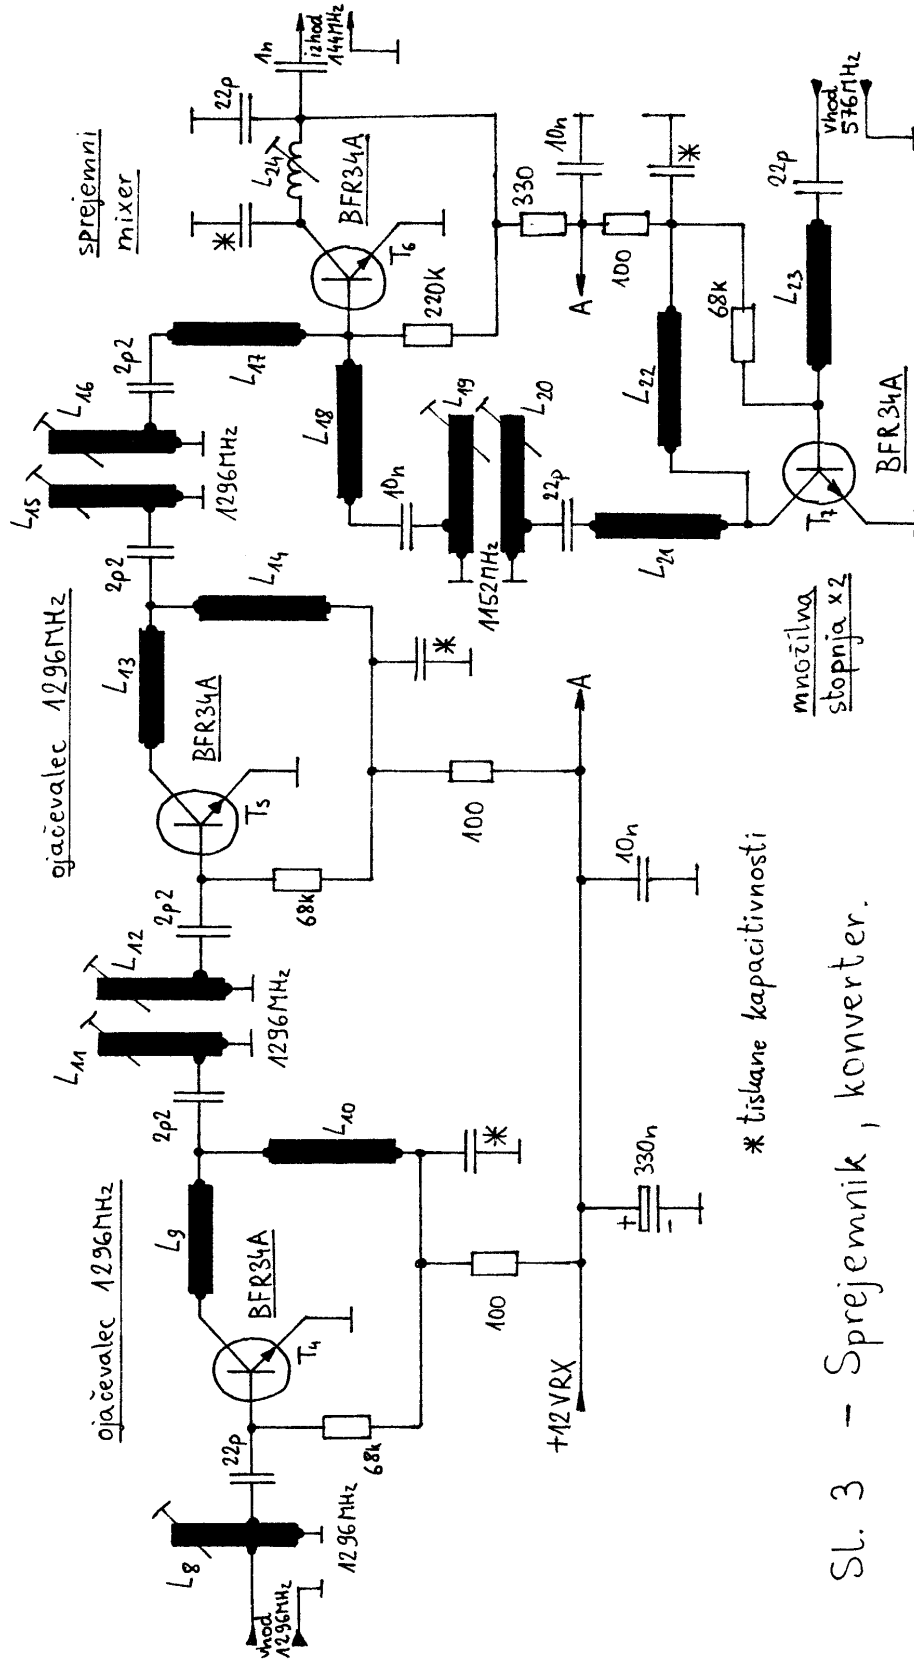 ojačevalec 1296MHz
ojačevalec 1296MHz
sprejemni
mixer
vhod
1296MHz
L8
1296MHz
22p
68k
T4
BFR34A
L9
L10
*
100
2p2
L11
L12
1296MHz
2p2
68k
T5
BFR34A
L13
L14
*
100
2p2
L15
L16
1296MHz
2p2
L17
L18
220k
T6
BFR34A
*
L24
22p
1n
izhod
144MHz
330
10n
A
100
*
10n
L19
L20
1152MHz
22p
L21
L22
68k
T7
BFR34A
L23
22p
vhod
576MHz
množilna
stopnja x2
+12VRX
330n
+
-
10n
A
* tiskane kapacitivnosti
Sl. 3 - Sprejemnik, konverter.